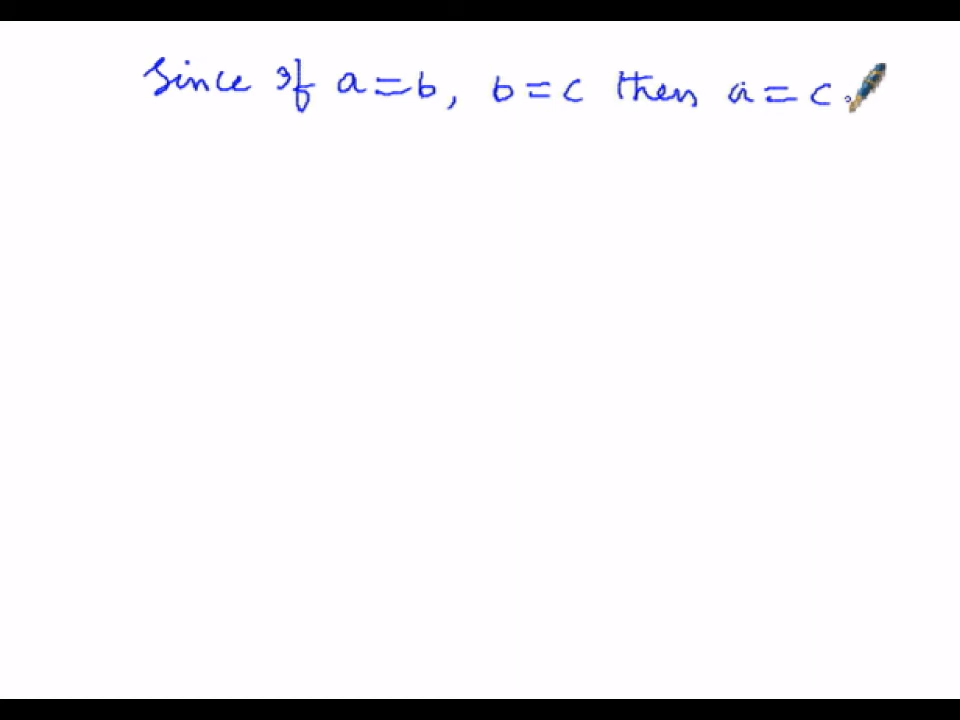 Since if a = b, b = c then a = c.